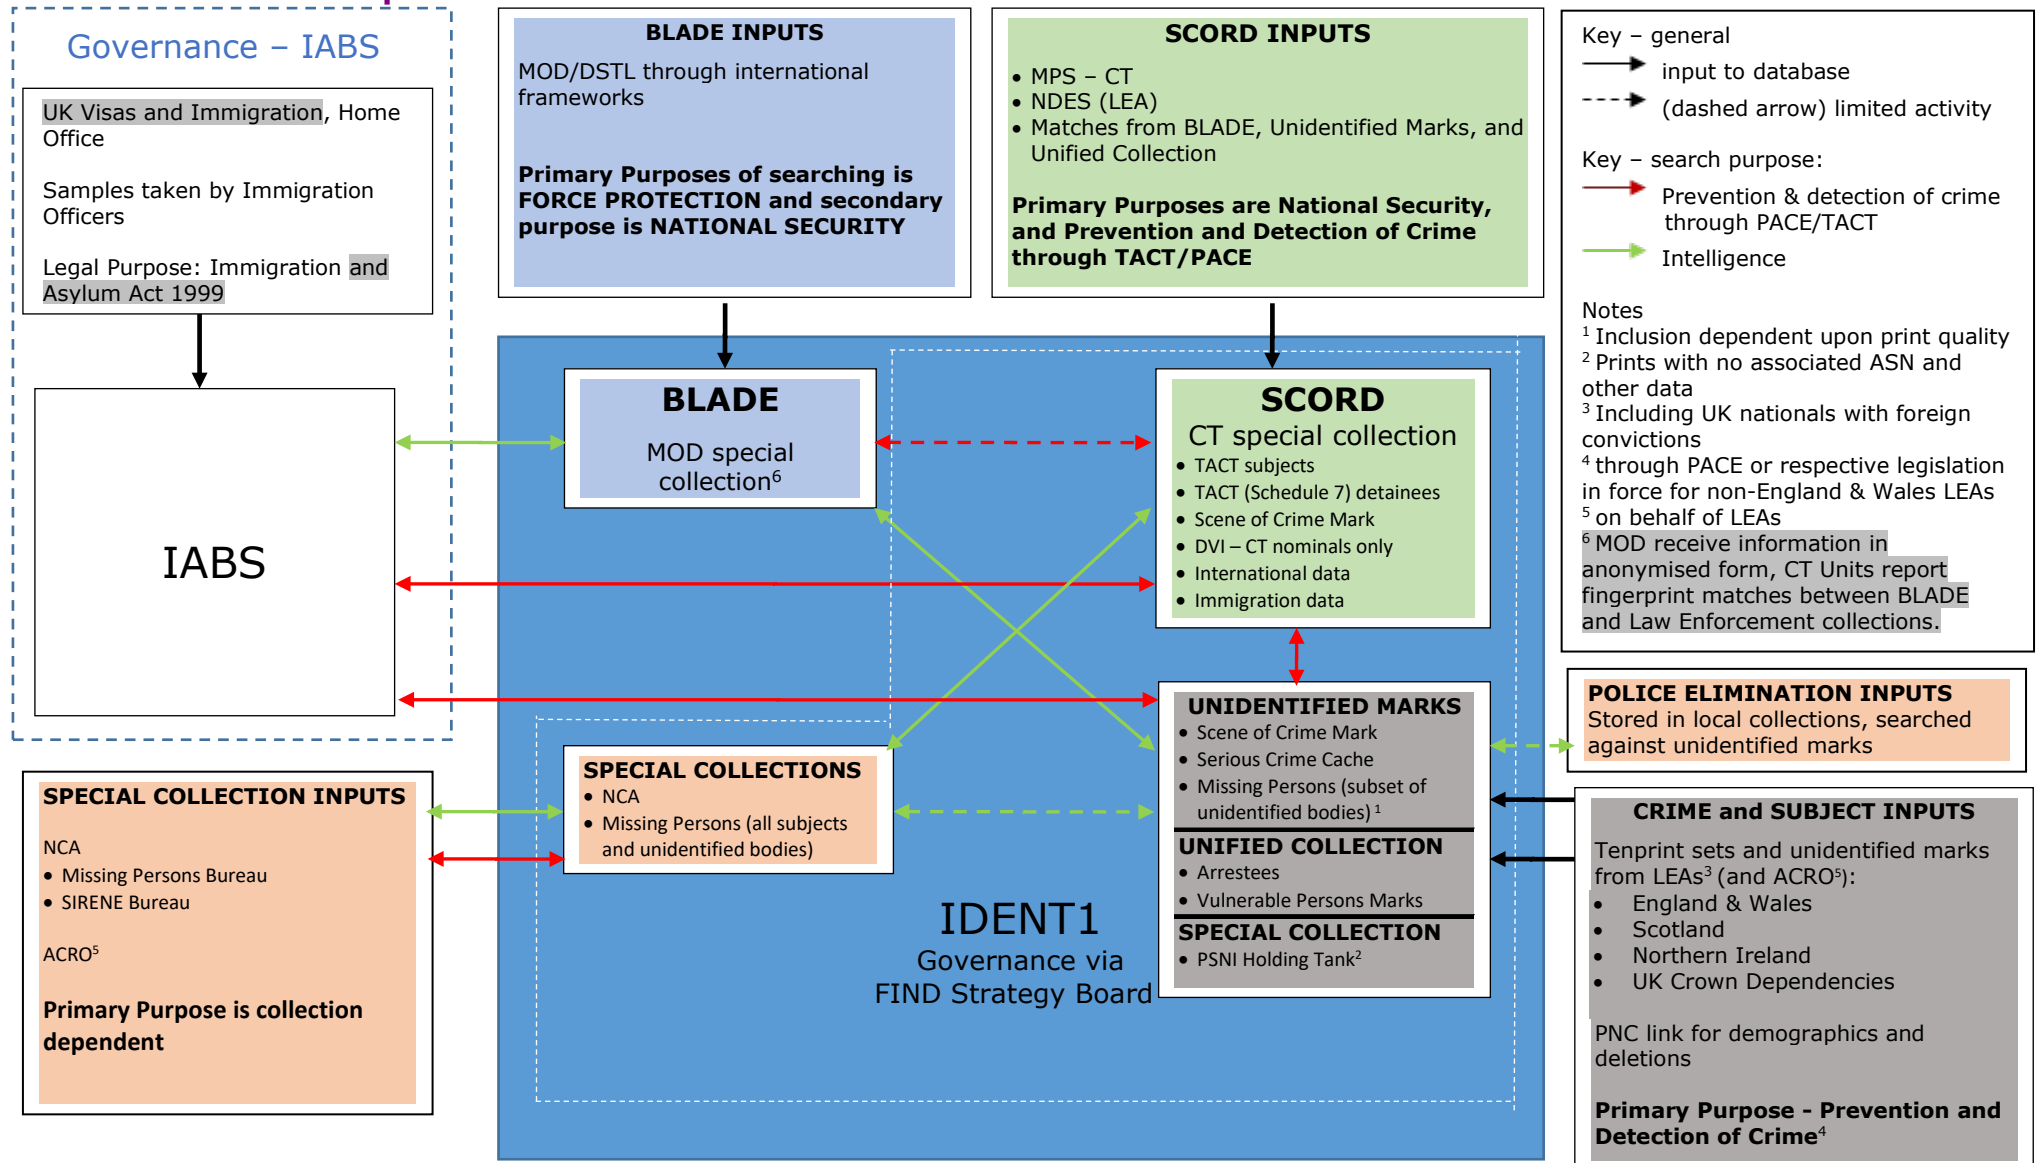 Governance – IABS
UK Visas and Immigration, Home
Office
Samples taken by Immigration
Officers
Legal Purpose: Immigration and
Asylum Act 1999
IABS
BLADE INPUTS
MOD/DSTL through international
frameworks
Primary Purposes of searching is
FORCE PROTECTION and secondary
purpose is NATIONAL SECURITY
SCORD INPUTS
• MPS – CT
• NDES (LEA)
• Matches from BLADE, Unidentified Marks, and
Unified Collection
Primary Purposes are National Security,
and Prevention and Detection of Crime
through TACT/PACE
Key – general
input to database
(dashed arrow) limited activity
Key – search purpose:
Prevention & detection of crime
through PACE/TACT
Intelligence
Notes
1 Inclusion dependent upon print quality
2 Prints with no associated ASN and
other data
3 Including UK nationals with foreign
convictions
4 through PACE or respective legislation
in force for non-England & Wales LEAs
5 on behalf of LEAs
6 MOD receive information in
anonymised form, CT Units report
fingerprint matches between BLADE
and Law Enforcement collections.
BLADE
MOD special
collection6
SCORD
CT special collection
• TACT subjects
• TACT (Schedule 7) detainees
• Scene of Crime Mark
• DVI – CT nominals only
• International data
• Immigration data
UNIDENTIFIED MARKS
• Scene of Crime Mark
• Serious Crime Cache
• Missing Persons (subset of
unidentified bodies) 1
UNIFIED COLLECTION
• Arrestees
• Vulnerable Persons Marks
SPECIAL COLLECTION
• PSNI Holding Tank2
SPECIAL COLLECTIONS
• NCA
• Missing Persons (all subjects
and unidentified bodies)
IDENT1
Governance via
FIND Strategy Board
SPECIAL COLLECTION INPUTS
NCA
• Missing Persons Bureau
• SIRENE Bureau
ACRO5
Primary Purpose is collection
dependent
POLICE ELIMINATION INPUTS
Stored in local collections, searched
against unidentified marks
CRIME and SUBJECT INPUTS
Tenprint sets and unidentified marks
from LEAs3 (and ACRO5):
• England & Wales
• Scotland
• Northern Ireland
• UK Crown Dependencies
PNC link for demographics and
deletions
Primary Purpose - Prevention and
Detection of Crime4